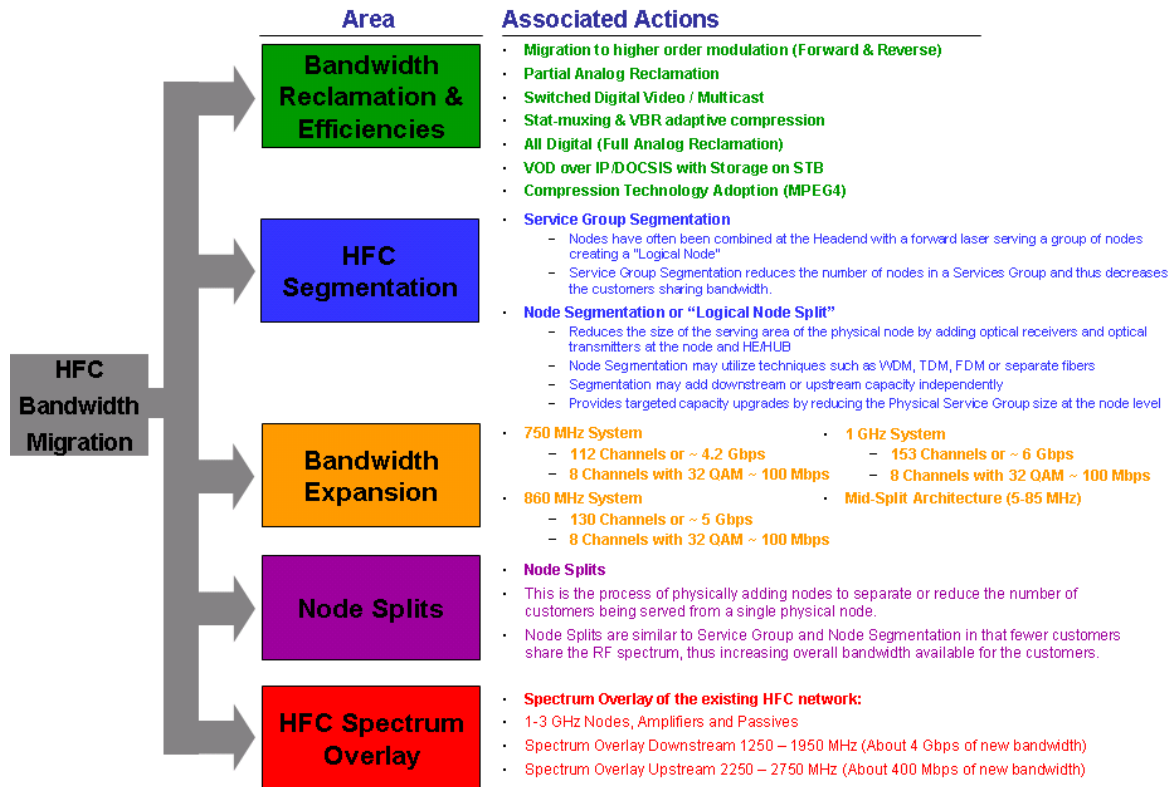 Area
Associated Actions
HFC
Bandwidth
Migration
Bandwidth
Reclamation &
Efficiencies
· Migration to higher order modulation (Forward & Reverse)
· Partial Analog Reclamation
· Switched Digital Video / Multicast
· Stat-muxing & VBR adaptive compression
· All Digital (Full Analog Reclamation)
· VOD over IP/DOCSIS with Storage on STB
· Compression Technology Adoption (MPEG4)
HFC
Segmentation
· Service Group Segmentation
– Nodes have often been combined at the Headend with a forward laser serving a group of nodes
creating a "Logical Node"
– Service Group Segmentation reduces the number of nodes in a Services Group and thus decreases
the customers sharing bandwidth.
· Node Segmentation or “Logical Node Split”
– Reduces the size of the serving area of the physical node by adding optical receivers and optical
transmitters at the node and HE/HUB
– Node Segmentation may utilize techniques such as WDM, TDM, FDM or separate fibers
– Segmentation may add downstream or upstream capacity independently
– Provides targeted capacity upgrades by reducing the Physical Service Group size at the node level
Bandwidth
Expansion
· 750 MHz System
– 112 Channels or ~ 4.2 Gbps
– 8 Channels with 32 QAM ~ 100 Mbps
· 860 MHz System
– 130 Channels or ~ 5 Gbps
– 8 Channels with 32 QAM ~ 100 Mbps
· 1 GHz System
– 153 Channels or ~ 6 Gbps
– 8 Channels with 32 QAM ~ 100 Mbps
· Mid-Split Architecture (5-85 MHz)
Node Splits
· Node Splits
· This is the process of physically adding nodes to separate or reduce the number of
customers being served from a single physical node.
· Node Splits are similar to Service Group and Node Segmentation in that fewer customers
share the RF spectrum, thus increasing overall bandwidth available for the customers.
HFC Spectrum
Overlay
· Spectrum Overlay of the existing HFC network:
· 1-3 GHz Nodes, Amplifiers and Passives
· Spectrum Overlay Downstream 1250 – 1950 MHz (About 4 Gbps of new bandwidth)
· Spectrum Overlay Upstream 2250 – 2750 MHz (About 400 Mbps of new bandwidth)